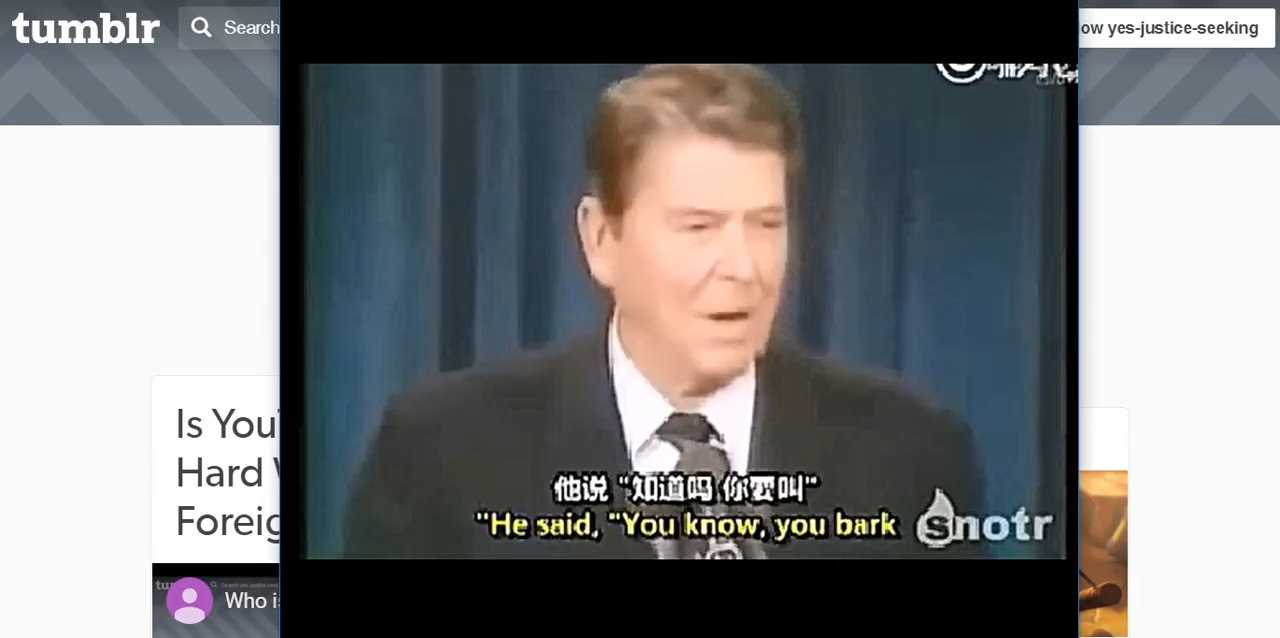 tumblr
Search
ow yes-justice-seeking
他说 "知道吗 你要叫"
"He said, "You know, you bark
snotr
Is You
Hard
Foreig
Who is